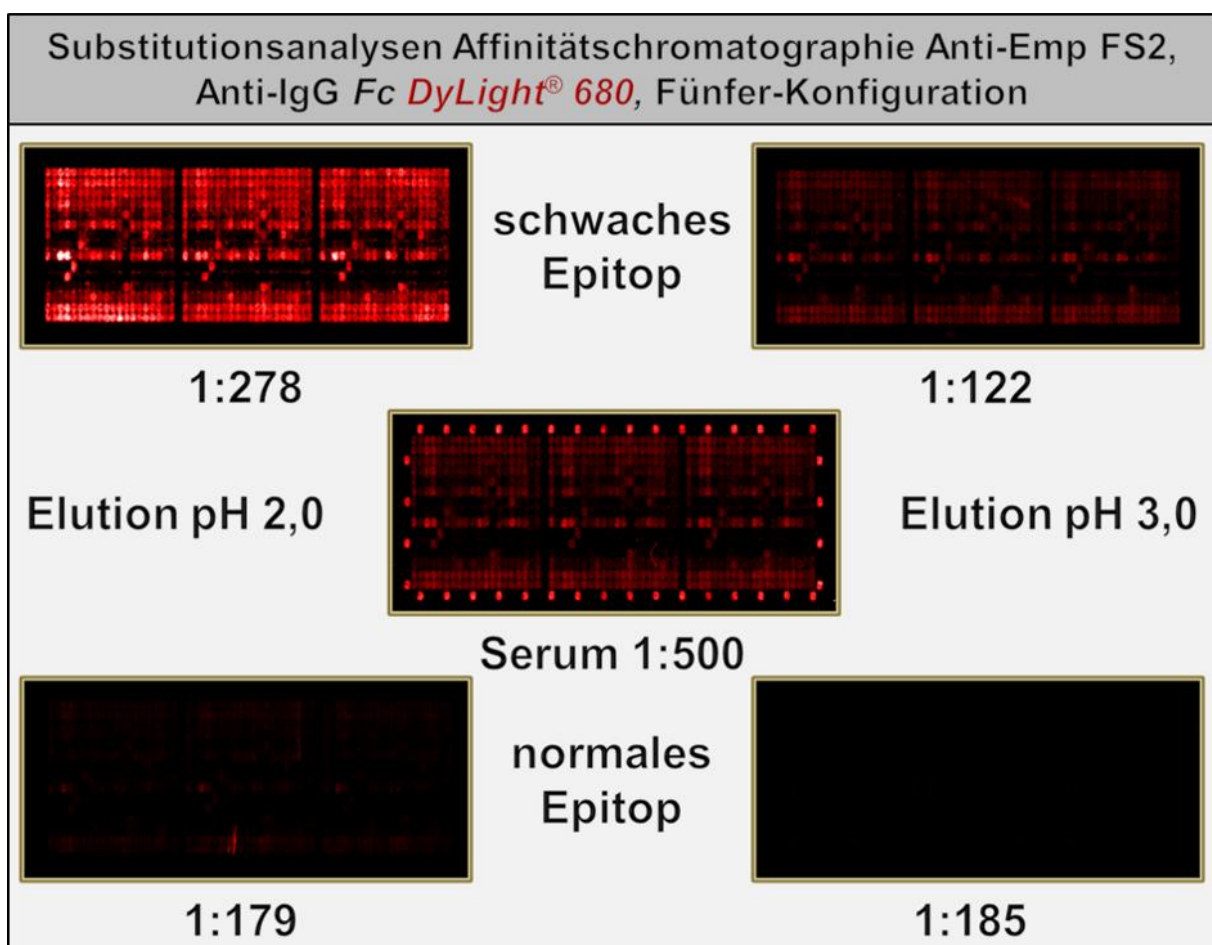 Substitutionsanalysen Affinitätschromatographie Anti-Emp FS2,
Anti-IgG Fc DyLight® 680, Fünfer-Konfiguration
schwaches
Epitop
1:278
1:122
Elution pH 2,0
Elution pH 3,0
Serum 1:500
normales
Epitop
1:179
1:185